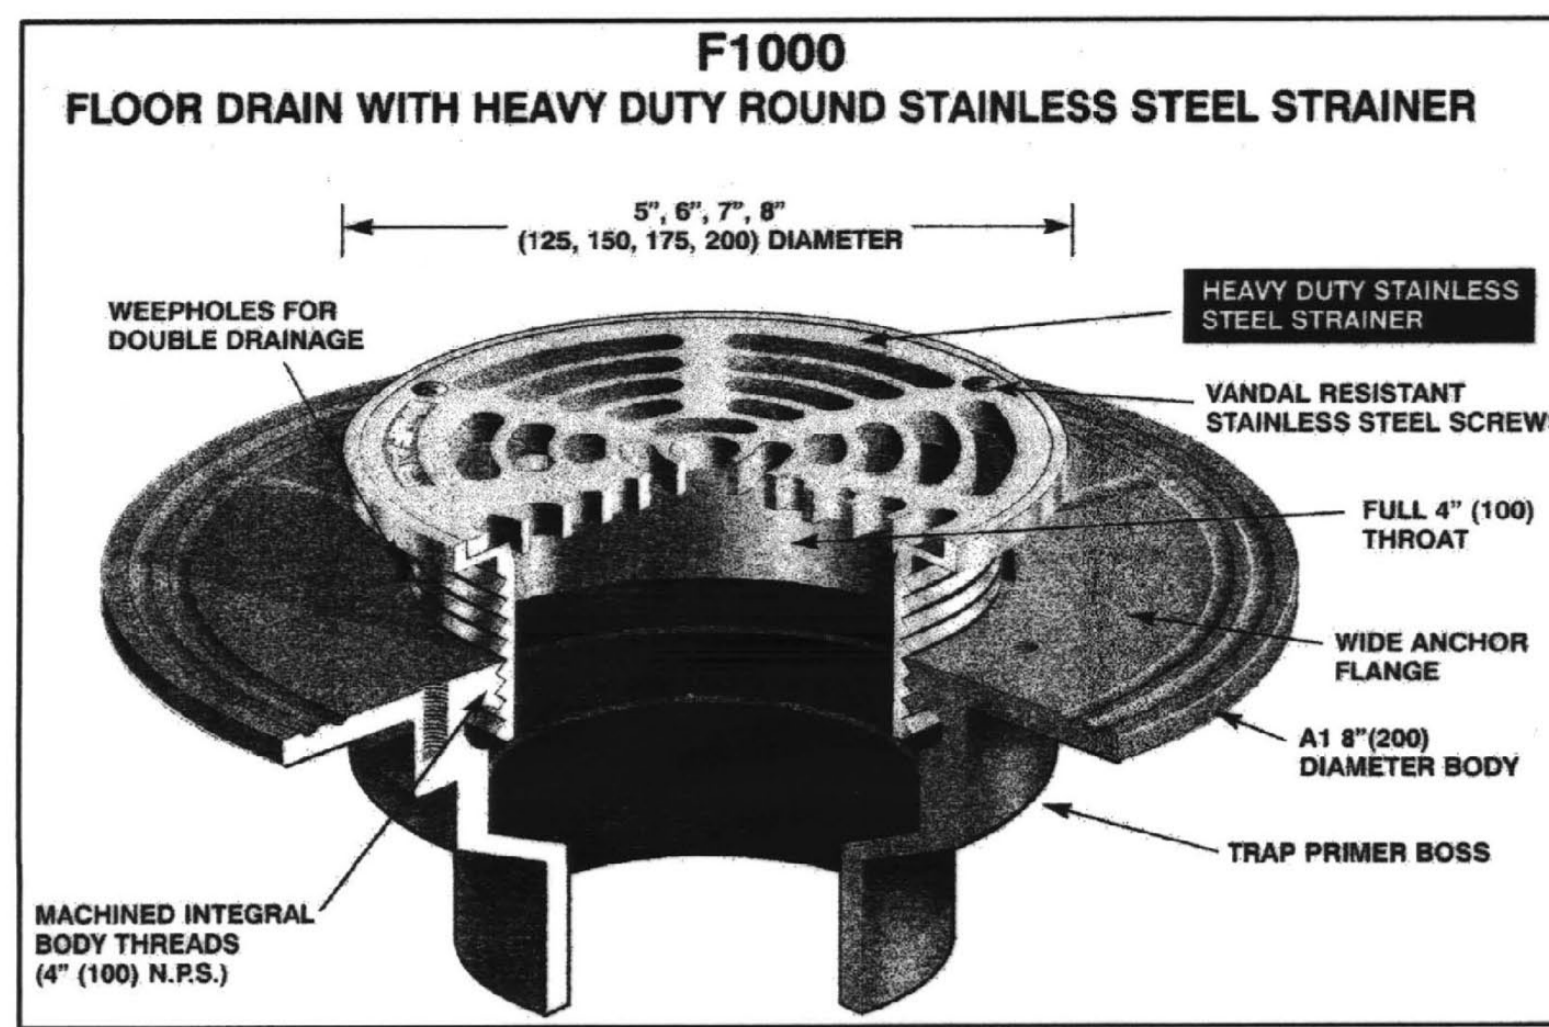 F1000
FLOOR DRAIN WITH HEAVY DUTY ROUND STAINLESS STEEL STRAINER
5”, 6”, 7”, 8”
(125, 150, 175, 200) DIAMETER
WEEPHOLES FOR
DOUBLE DRAINAGE
HEAVY DUTY STAINLESS
STEEL STRAINER
VANDAL RESISTANT
STAINLESS STEEL SCREWS
FULL 4” (100)
THROAT
WIDE ANCHOR
FLANGE
A1 8”(200)
DIAMETER BODY
TRAP PRIMER BOSS
MACHINED INTEGRAL
BODY THREADS
(4” (100) N.P.S.)